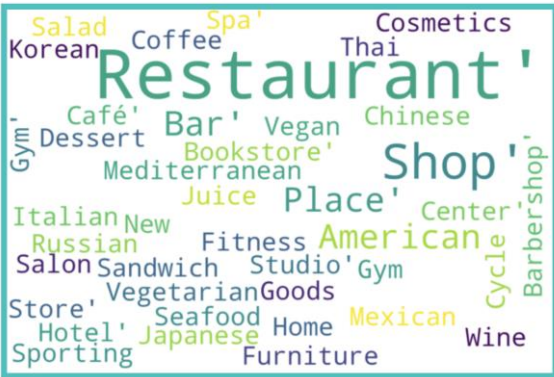 Salad Spa' Cosmetics
Korean Coffee Thai
Restaurant'
Café' Bar' Vegan Chinese
Gym' Dessert
Bookstore' Shop'
Mediterranean
Juice Place' Center'
Barbershop'
Italian New
Russian Fitness American
Salon Sandwich Studio' Gym Cycle
Vegetarian Goods
Store' Seafood Mexican
Hotel' Japanese Home Wine
Sporting Furniture